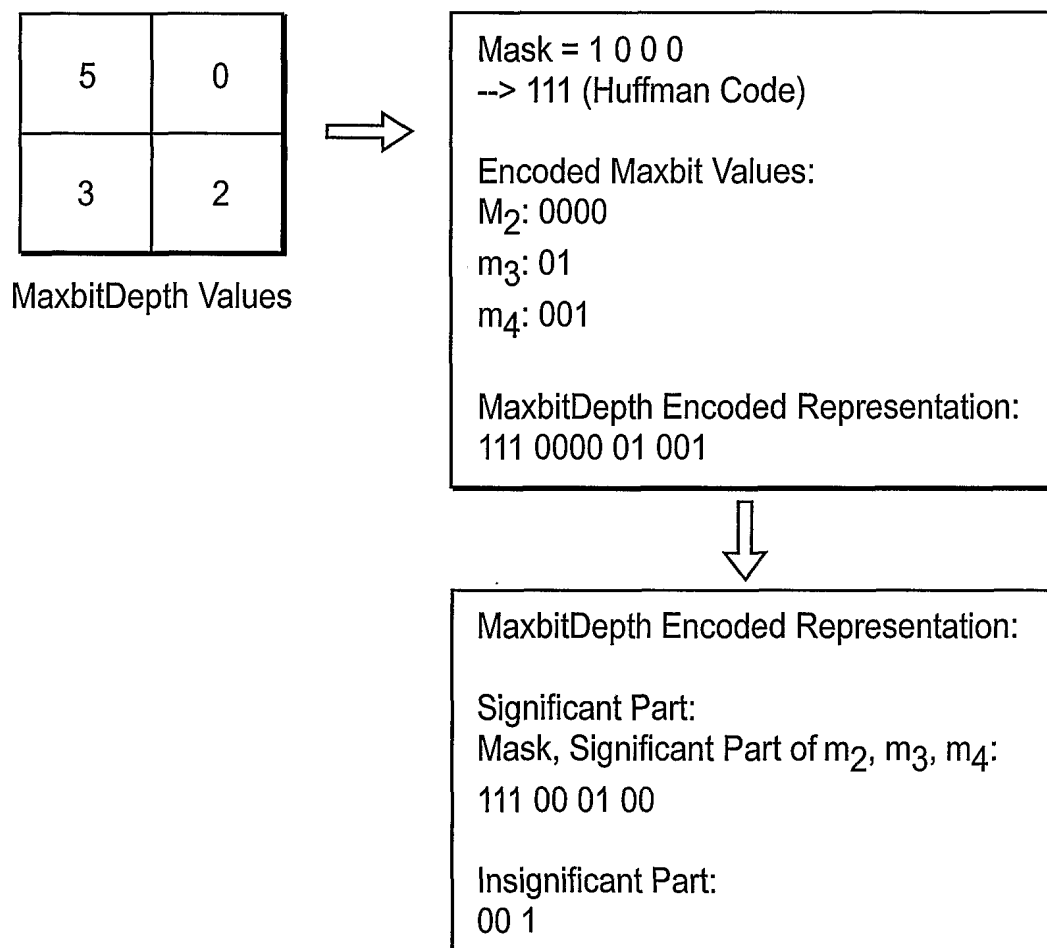 5 0
3 2
MaxbitDepth Values
Mask = 1 0 0 0
--> 111 (Huffman Code)
Encoded Maxbit Values:
M2: 0000
m3: 01
m4: 001
MaxbitDepth Encoded Representation:
111 0000 01 001
MaxbitDepth Encoded Representation:
Significant Part:
Mask, Significant Part of m2, m3, m4:
111 00 01 00
Insignificant Part:
00 1